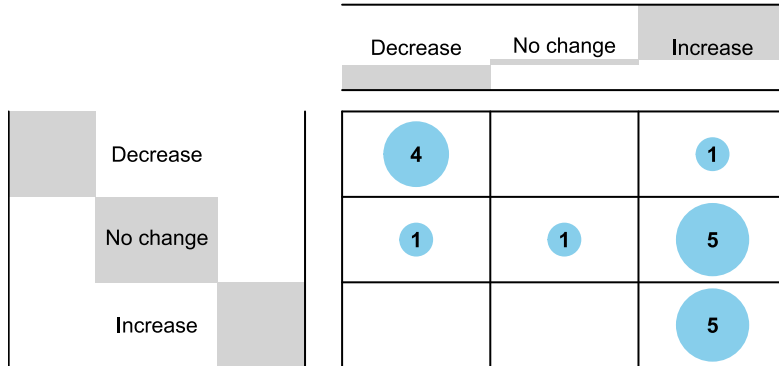 Decrease No change Increase
Decrease 4 1
No change 1 1 5
Increase 5